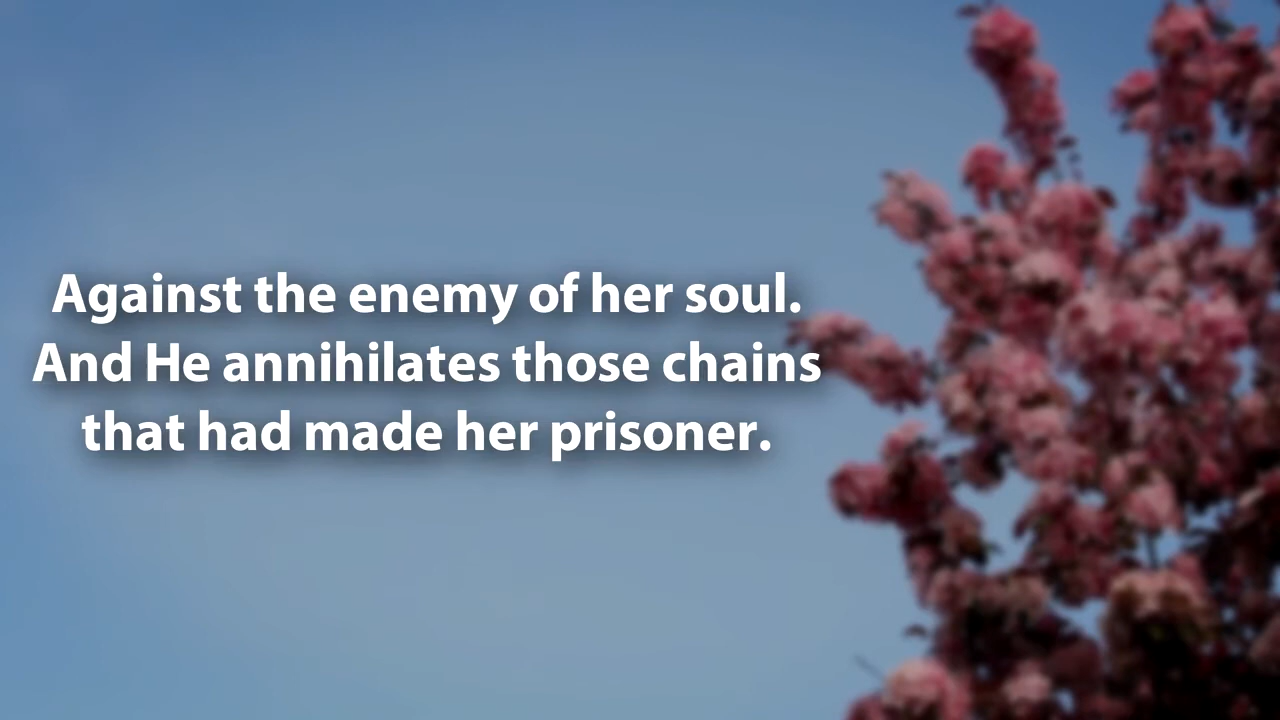 Against the enemy of her soul.
And He annihilates those chains
that had made her prisoner.